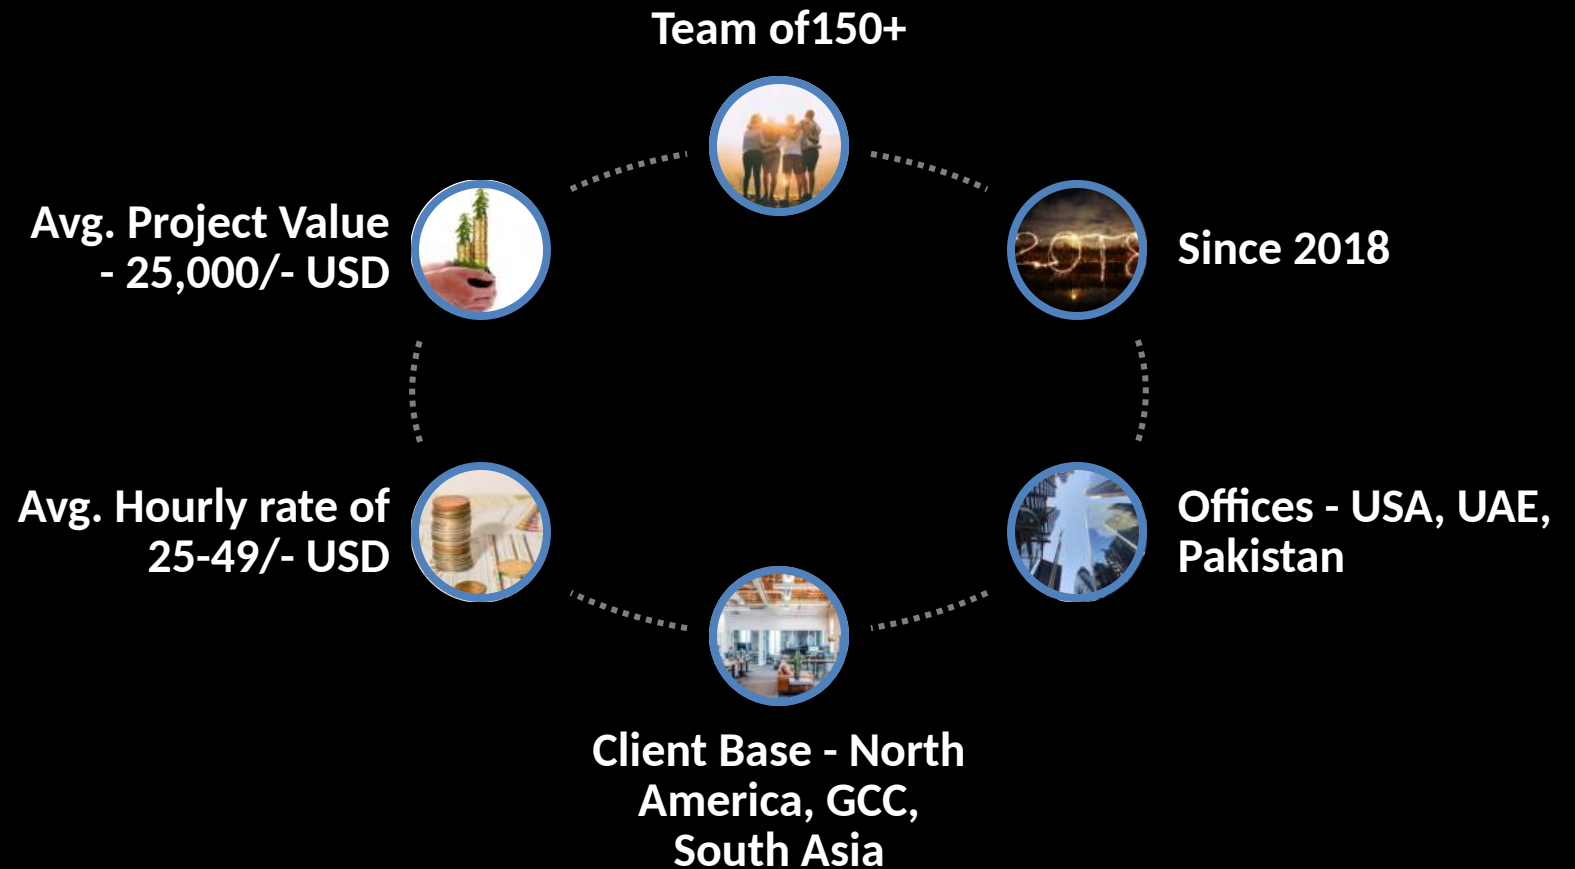 Team of150+
Since 2018
2018
Offices - USA, UAE,
Pakistan
Client Base - North
America, GCC,
South Asia
Avg. Hourly rate of
25-49/- USD
Avg. Project Value
- 25,000/- USD